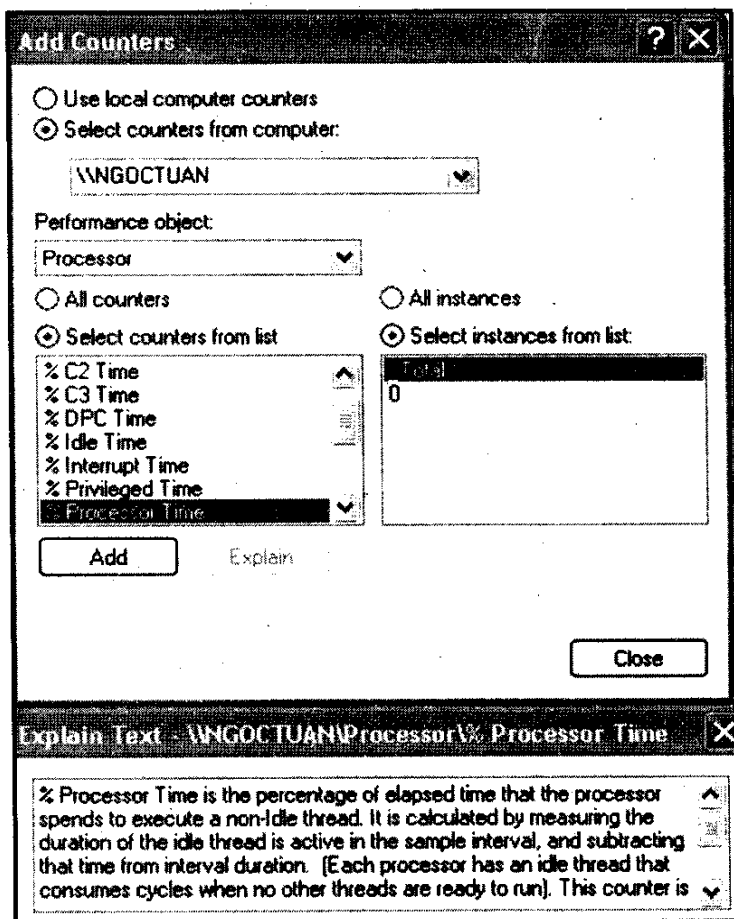 Add Counters
Use local computer counters
Select counters from computer:
\\NGOCTUAN
Performance object:
Processor
All counters
All instances
Select counters from list
Select instances from list:
% C2 Time
% C3 Time
% DPC Time
% Idle Time
% Interrupt Time
% Privileged Time
% Processor Time
_Total
0
Add
Explain
Close
Explain Text - \\NGOCTUAN\Processor\% Processor Time
% Processor Time is the percentage of elapsed time that the processor
spends to execute a non-Idle thread. It is calculated by measuring the
duration of the idle thread is active in the sample interval, and subtracting
that time from interval duration. (Each processor has an idle thread that
consumes cycles when no other threads are ready to run). This counter is